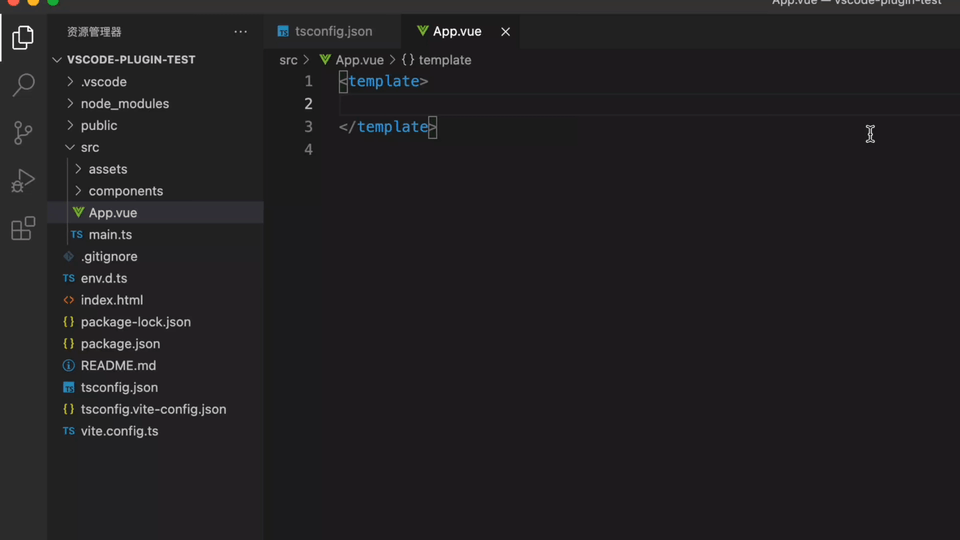 App.vue — vscode-plugin-test
资源管理器
VSCODE-PLUGIN-TEST
.vscode
node_modules
public
src
assets
components
App.vue
main.ts
.gitignore
TS env.d.ts
<> index.html
{} package-lock.json
{} package.json
README.md
TS tsconfig.json
{} tsconfig.vite-config.json
TS vite.config.ts
TS tsconfig.json
App.vue
src > App.vue > {} template
1 <template>
2
3 </template>
4